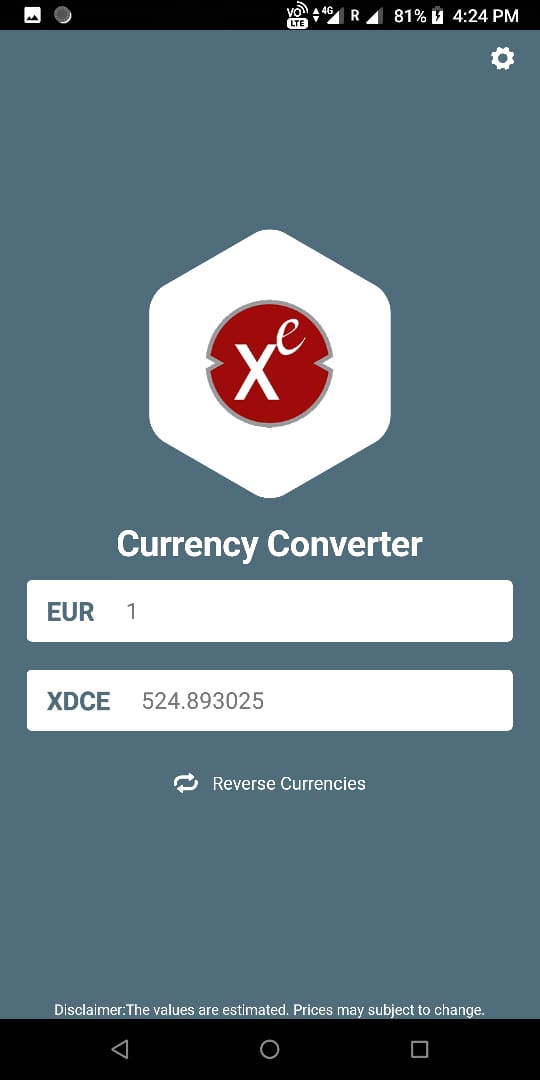 VO LTE 4G R 81% 4:24 PM
Xe
Currency Converter
EUR 1
XDCE 524.893025
Reverse Currencies
Disclaimer:The values are estimated. Prices may subject to change.